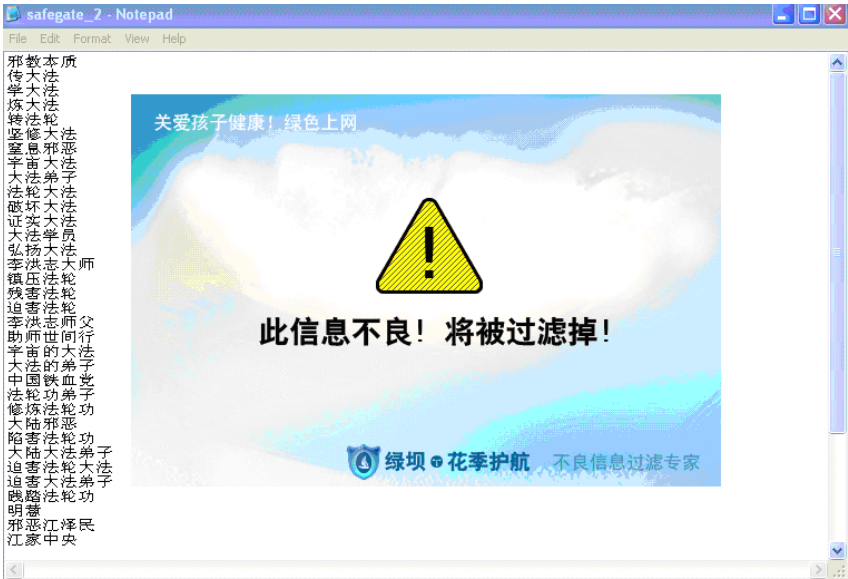 safegate_2 - Notepad
File Edit Format View Help
邪教本质
传大法
学大法
炼大法
转法轮
坚修大法
窒息邪恶
宇宙大法
大法弟子
法轮大法
破坏大法
证实大法
大法学员
弘扬大法
李洪志大师
镇压法轮
残害法轮
迫害法轮
李洪志师父
助师世间行
宇宙的大法
大法的弟子
中国铁血党
法轮功弟子
修炼法轮功
大陆邪恶
陷害法轮功
大陆大法弟子
迫害法轮大法
迫害大法弟子
践踏法轮功
明慧
邪恶江泽民
江家中央
关爱孩子健康！绿色上网
此信息不良！将被过滤掉！
绿坝 花季护航 不良信息过滤专家